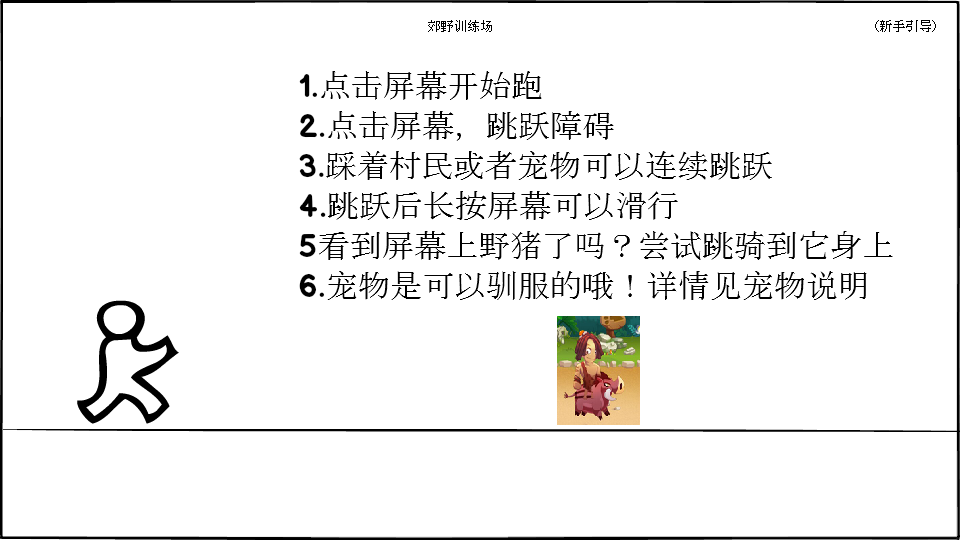 郊野训练场
(新手引导)
1.点击屏幕开始跑
2.点击屏幕，跳跃障碍
3.踩着村民或者宠物可以连续跳跃
4.跳跃后长按屏幕可以滑行
5看到屏幕上野猪了吗？尝试跳骑到它身上
6.宠物是可以驯服的哦！详情见宠物说明